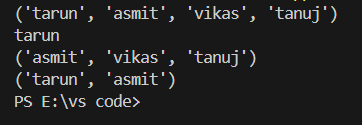 ('tarun', 'asmit', 'vikas', 'tanuj')
tarun
('asmit', 'vikas', 'tanuj')
('tarun', 'asmit')
PS E:\vs code>